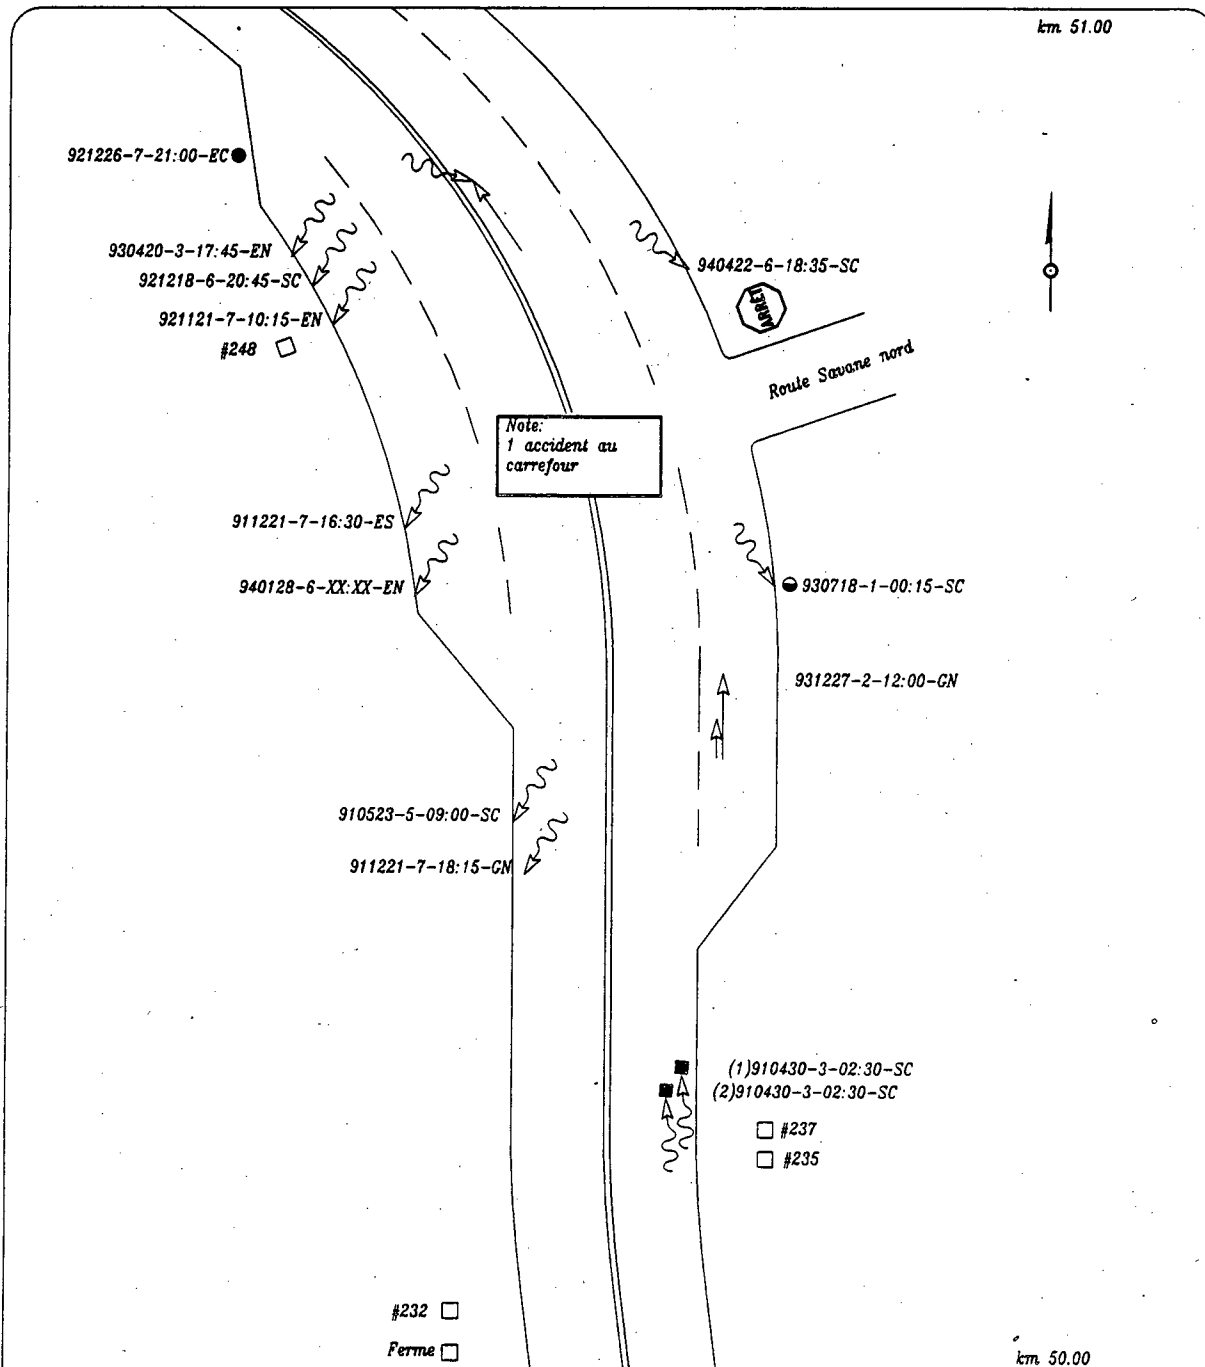 km 51.00
921226-7-21:00-EC
930420-3-17:45-EN
921218-6-20:45-SC
921121-7-10:15-EN
#248
940422-6-18:35-SC
ARRÊT
Route Savane nord
Note:
1 accident au
carrefour
911221-7-16:30-ES
940128-6-XX:XX-EN
930718-1-00:15-SC
931227-2-12:00-GN
910523-5-09:00-SC
911221-7-18:15-GN
(1)910430-3-02:30-SC
(2)910430-3-02:30-SC
#237
#235
#232
Ferme
km 50.00